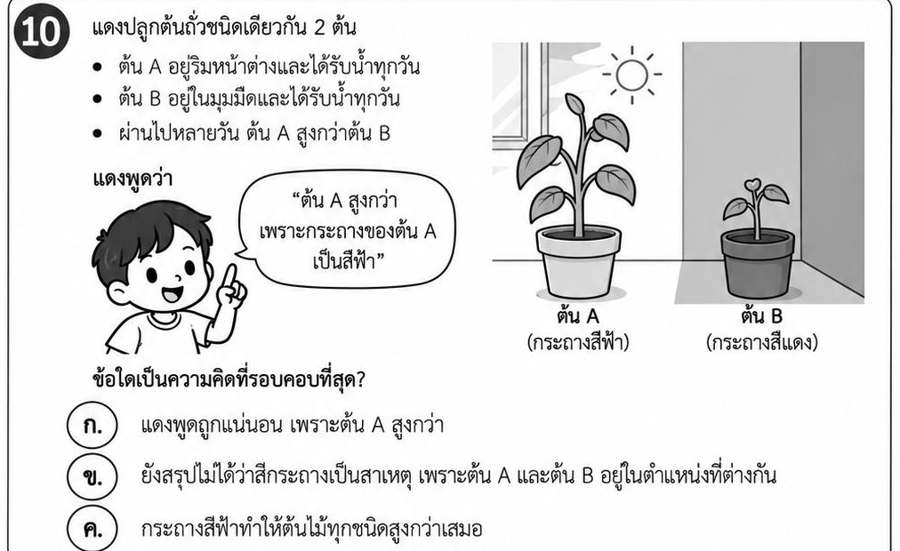 10
แดงปลูกต้นถั่วชนิดเดียวกัน 2 ต้น
• ต้น A อยู่ริมหน้าต่างและได้รับน้ำทุกวัน
• ต้น B อยู่ในมุมมืดและได้รับน้ำทุกวัน
• ผ่านไปหลายวัน ต้น A สูงกว่าต้น B
แดงพูดว่า
“ต้น A สูงกว่า
เพราะกระถางของต้น A
เป็นสีฟ้า”
ต้น A
(กระถางสีฟ้า)
ต้น B
(กระถางสีแดง)
ข้อใดเป็นความคิดที่รอบคอบที่สุด?
ก. แดงพูดถูกแน่นอน เพราะต้น A สูงกว่า
ข. ยังสรุปไม่ได้ว่าสีกระถางเป็นสาเหตุ เพราะต้น A และต้น B อยู่ในตำแหน่งที่ต่างกัน
ค. กระถางสีฟ้าทำให้ต้นไม้ทุกชนิดสูงกว่าเสมอ